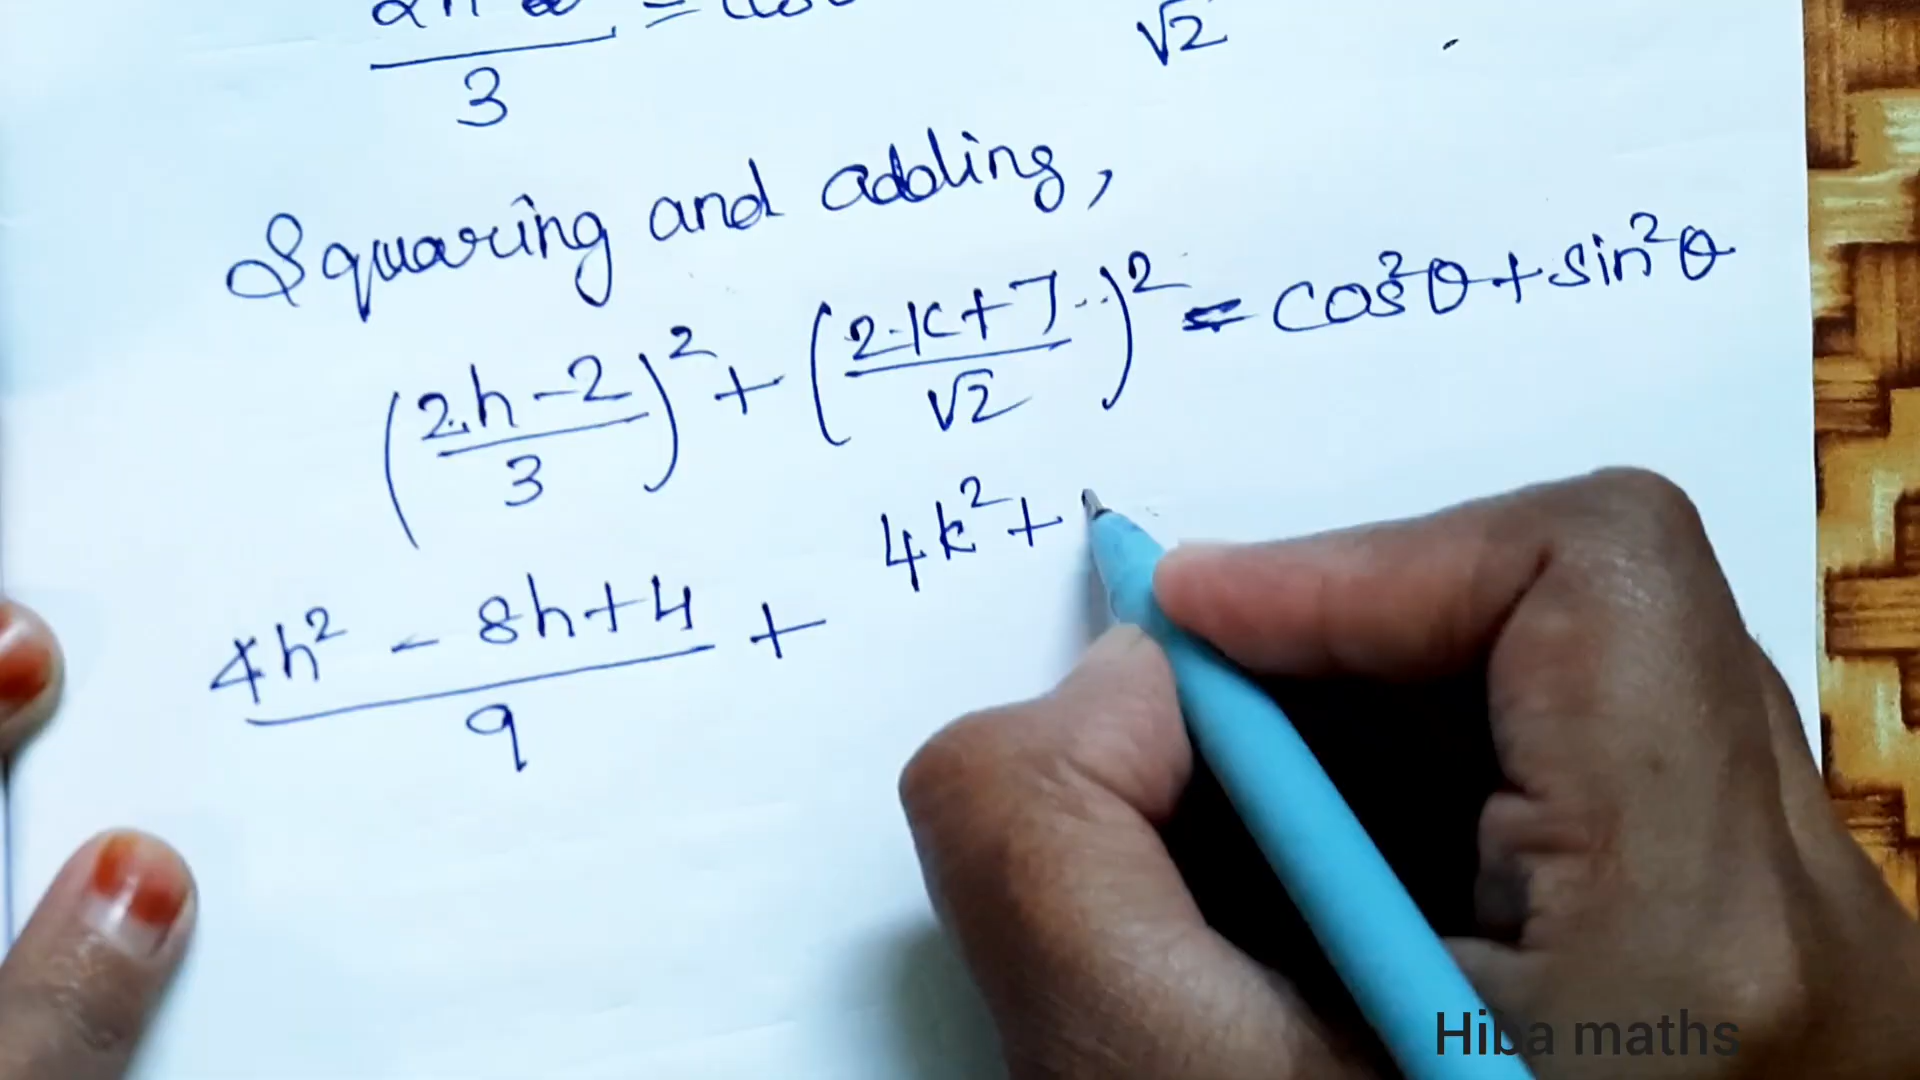 3 √2
Squaring and adding,
(2h-2/3)² + (2k+7/√2)² = cos²θ + sin²θ
4h² - 8h+4/9 + 4k²+
Hiba maths